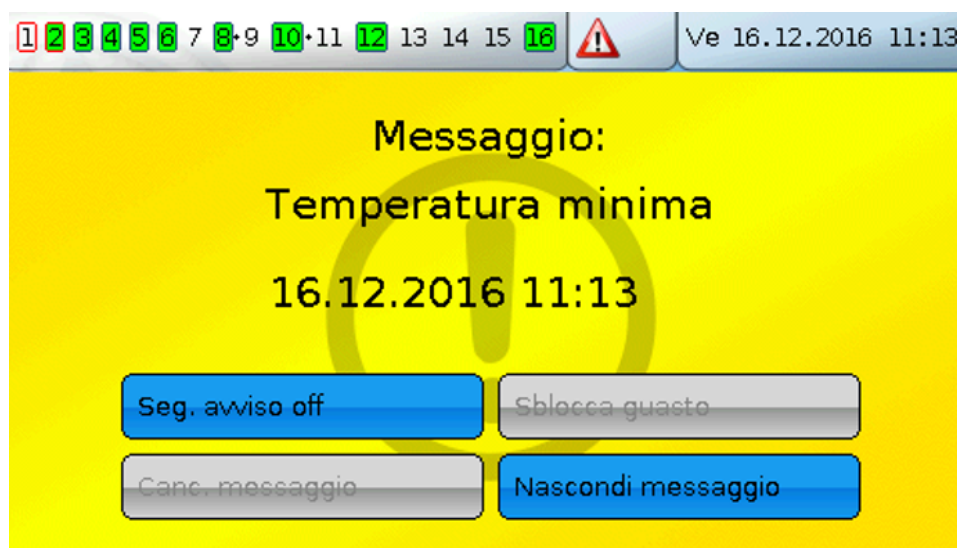 1 2 3 4 5 6 7 8•9 10•11 12 13 14 15 16 Ve 16.12.2016 11:13
Messaggio:
Temperatura minima
16.12.2016 11:13
Seg. avviso off Sblocca guasto
Canc. messaggio Nascondi messaggio